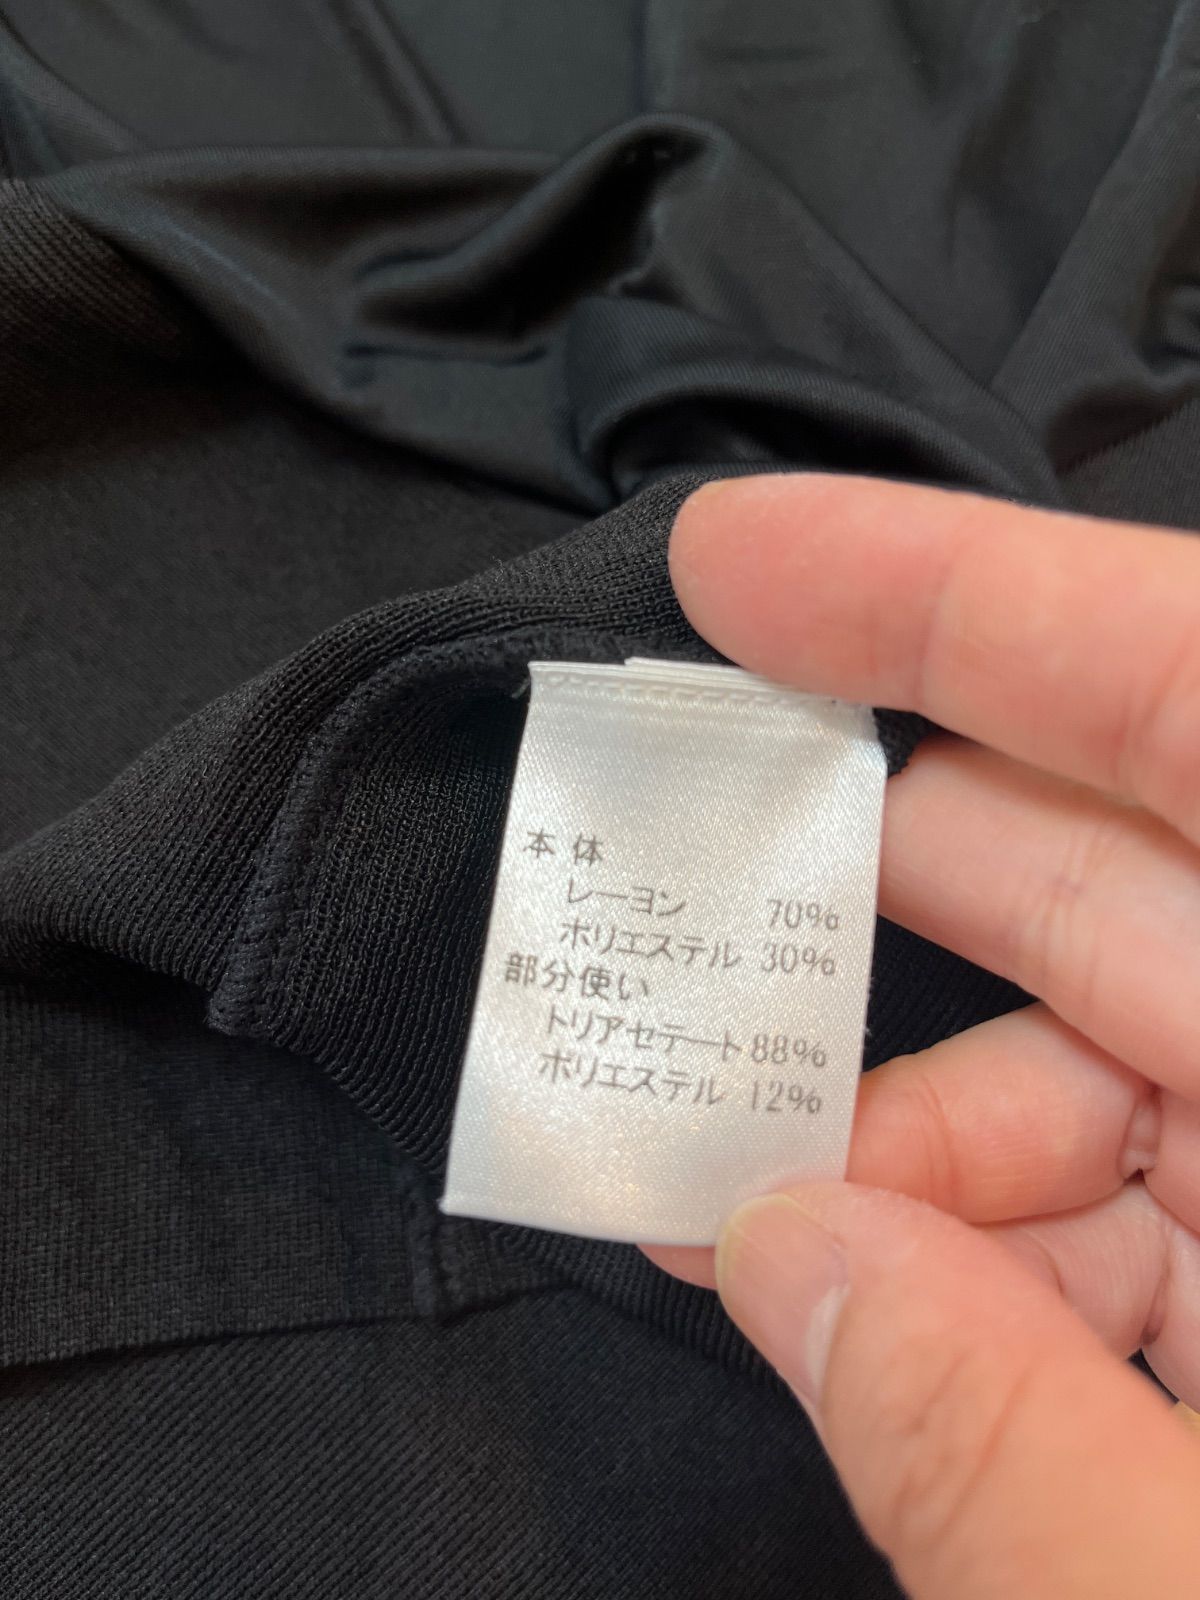 本体
レーヨン 70%
ポリエステル 30%
部分使い
トリアセテート 88%
ポリエステル 12%